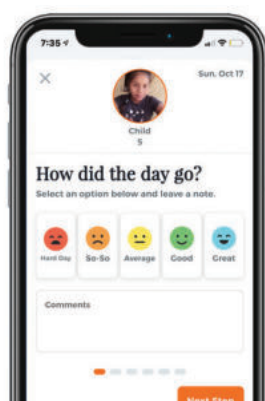 7:35
Sun. Oct 17
Child
5
How did the day go?
Select an option below and leave a note.
Hard Day So-So Average Good Great
Comments
Next Step